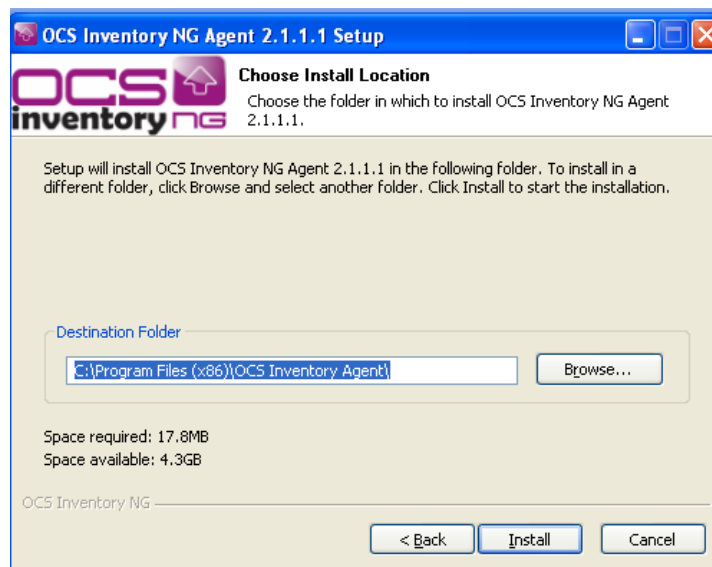 OCS Inventory NG Agent 2.1.1.1 Setup
OCS
inventory NG
Choose Install Location
Choose the folder in which to install OCS Inventory NG Agent
2.1.1.1.
Setup will install OCS Inventory NG Agent 2.1.1.1 in the following folder. To install in a
different folder, click Browse and select another folder. Click Install to start the installation.
Destination Folder
C:\Program Files (x86)\OCS Inventory Agent\
Browse...
Space required: 17.8MB
Space available: 4.3GB
OCS Inventory NG
< Back
Install
Cancel